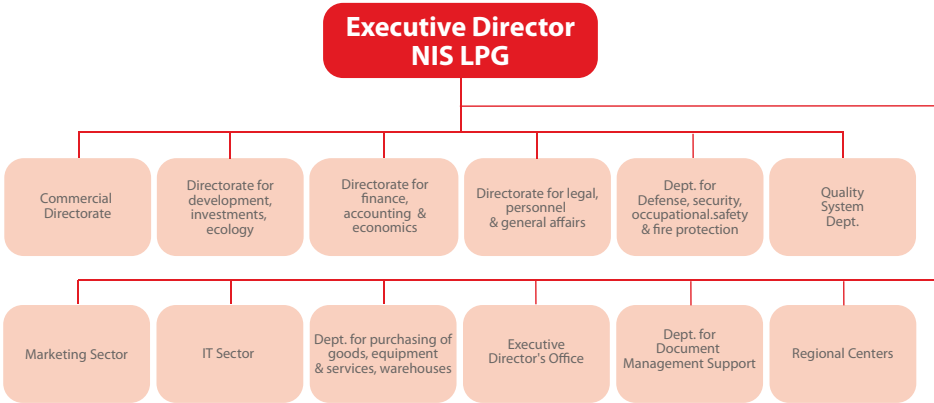 Executive Director
NIS LPG
Commercial
Directorate
Directorate for
development,
investments,
ecology
Directorate for
finance,
accounting &
economics
Directorate for legal,
personnel
& general affairs
Dept. for
Defense, security,
occupational.safety
& fire protection
Quality
System
Dept.
Marketing Sector
IT Sector
Dept. for purchasing of
goods, equipment
& services, warehouses
Executive
Director's Office
Dept. for
Document
Management Support
Regional Centers